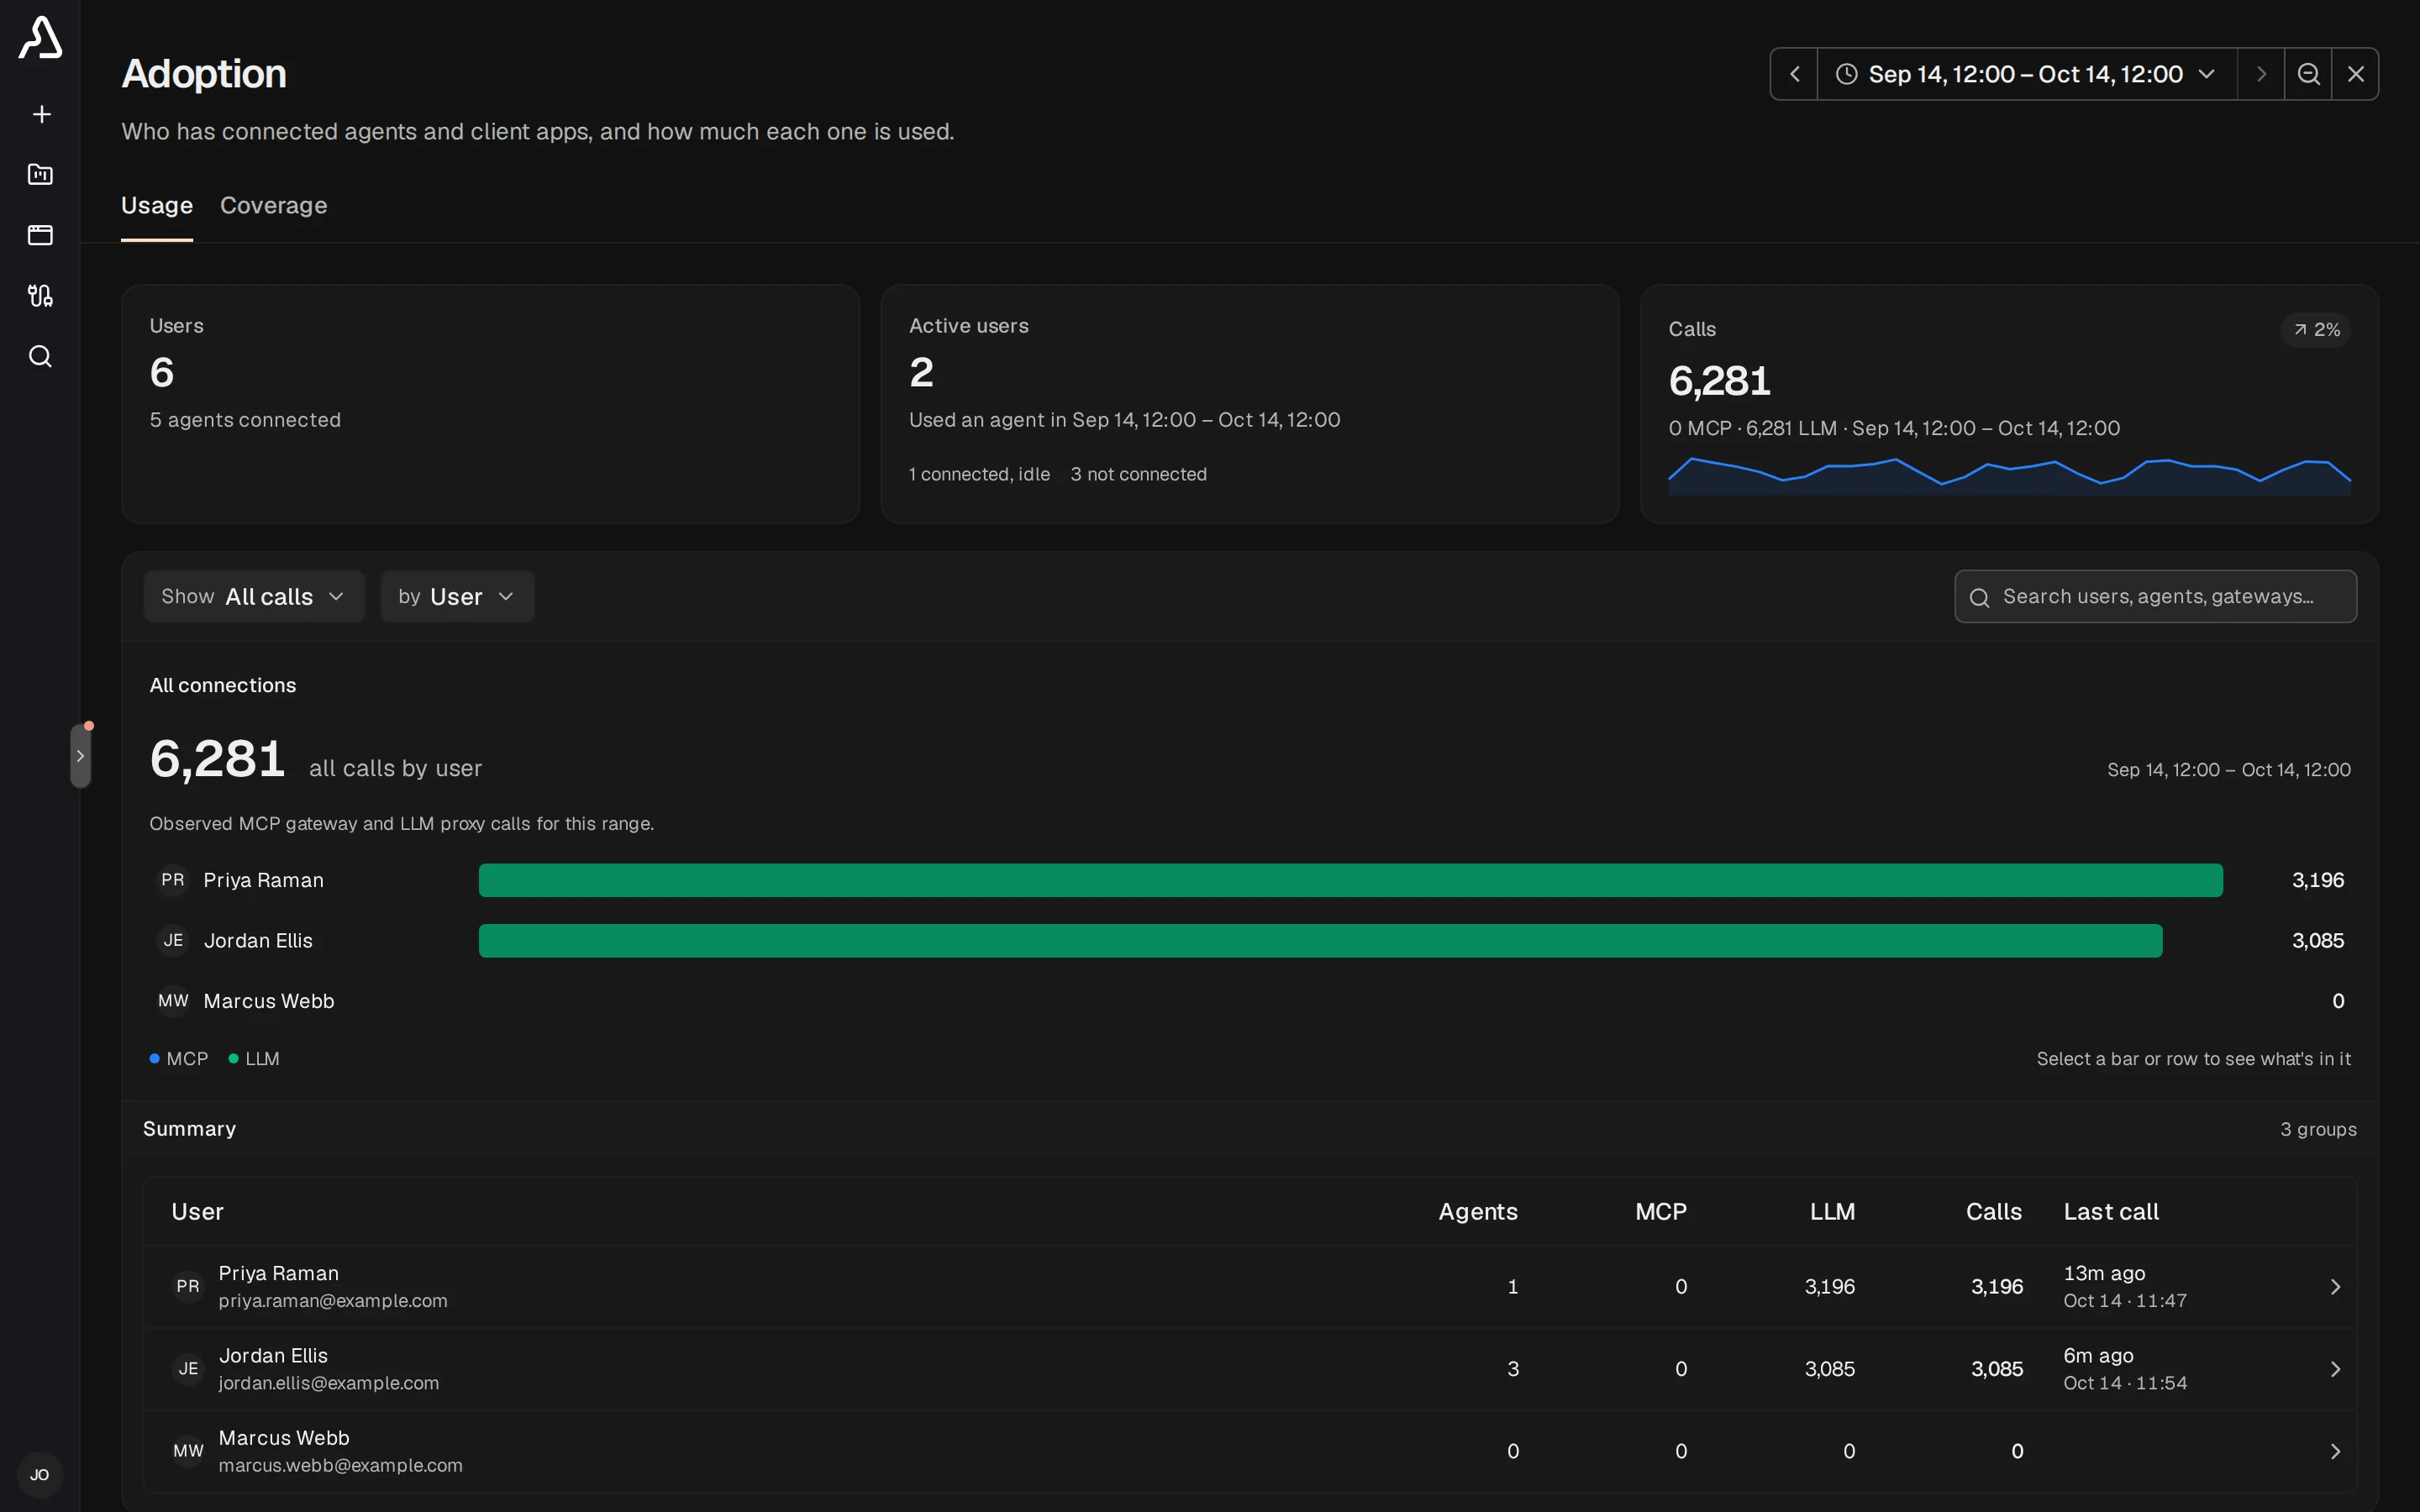 Adoption
Sep 14, 12:00 – Oct 14, 12:00
Who has connected agents and client apps, and how much each one is used.
Usage
Coverage
Users
6
5 agents connected
Active users
2
Used an agent in Sep 14, 12:00 – Oct 14, 12:00
1 connected, idle
3 not connected
Calls
2%
6,281
0 MCP · 6,281 LLM · Sep 14, 12:00 – Oct 14, 12:00
Show All calls
by User
Search users, agents, gateways...
All connections
6,281 all calls by user
Sep 14, 12:00 – Oct 14, 12:00
Observed MCP gateway and LLM proxy calls for this range.
PR Priya Raman 3,196
JE Jordan Ellis 3,085
MW Marcus Webb 0
MCP LLM
Select a bar or row to see what's in it
Summary
3 groups
User Agents MCP LLM Calls Last call
PR Priya Raman 1 0 3,196 3,196 13m ago
priya.raman@example.com Oct 14 · 11:47
JE Jordan Ellis 3 0 3,085 3,085 6m ago
jordan.ellis@example.com Oct 14 · 11:54
MW Marcus Webb 0 0 0 0
marcus.webb@example.com
JO